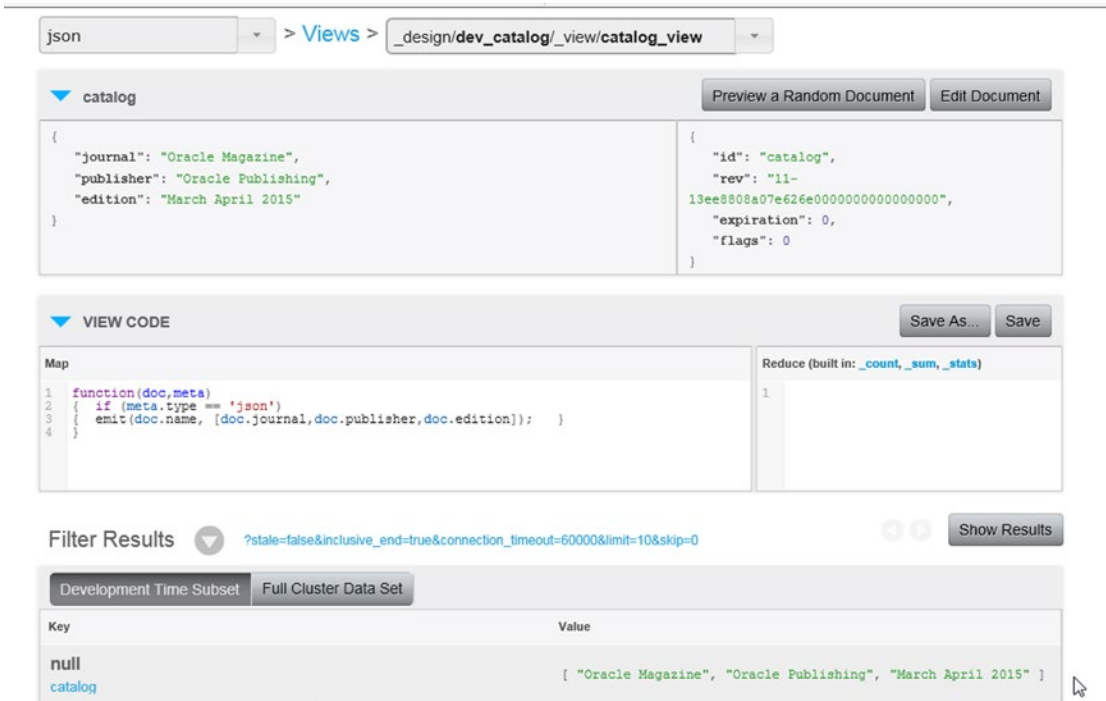 json > Views > _design/dev_catalog/_view/catalog_view
catalog Preview a Random Document Edit Document
{
"journal": "Oracle Magazine",
"publisher": "Oracle Publishing",
"edition": "March April 2015"
}
{
"id": "catalog",
"rev": "11-
13ee8808a07e626e0000000000000000",
"expiration": 0,
"flags": 0
}
VIEW CODE Save As... Save
Map
1 function(doc,meta)
2 { if (meta.type == 'json')
3 { emit(doc.name, [doc.journal,doc.publisher,doc.edition]); }
4 }
Reduce (built in: _count, _sum, _stats)
1
Filter Results ?stale=false&inclusive_end=true&connection_timeout=60000&limit=10&skip=0 Show Results
Development Time Subset Full Cluster Data Set
Key Value
null
catalog
[ "Oracle Magazine", "Oracle Publishing", "March April 2015" ]